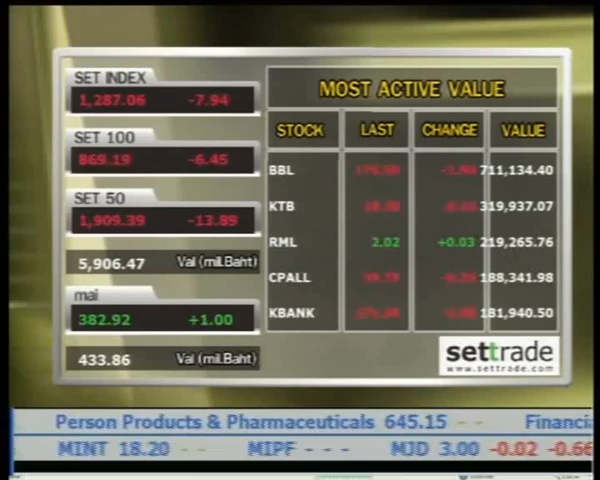 SET INDEX
1,287.06 -7.94
SET 100
869.19 -6.45
SET 50
1,909.39 -13.89
5,906.47 Val (mil.Baht)
mai
382.92 +1.00
433.86 Val (mil.Baht)
MOST ACTIVE VALUE
STOCK LAST CHANGE VALUE
BBL 711,134.40
KTB 319,937.07
RML 2.02 +0.03 219,265.76
CPALL 188,341.98
KBANK 181,940.50
settrade
www.settrade.com
Person Products & Pharmaceuticals 645.15 - - Financi
MINT 18.20 - - MIPF - - - MJD 3.00 -0.02 -0.66